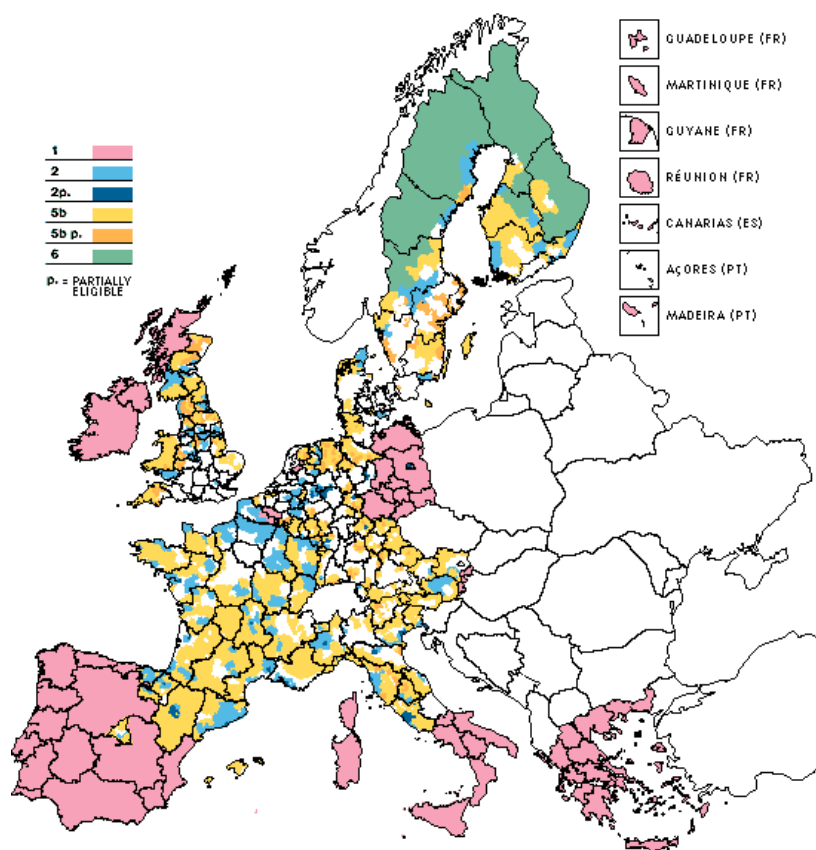 1
2
2p.
5b
5b p.
6
p. = PARTIALLY
ELIGIBLE
GUADELOUPE (FR)
MARTINIQUE (FR)
GUYANE (FR)
RÉUNION (FR)
CANARIAS (ES)
AÇORES (PT)
MADEIRA (PT)